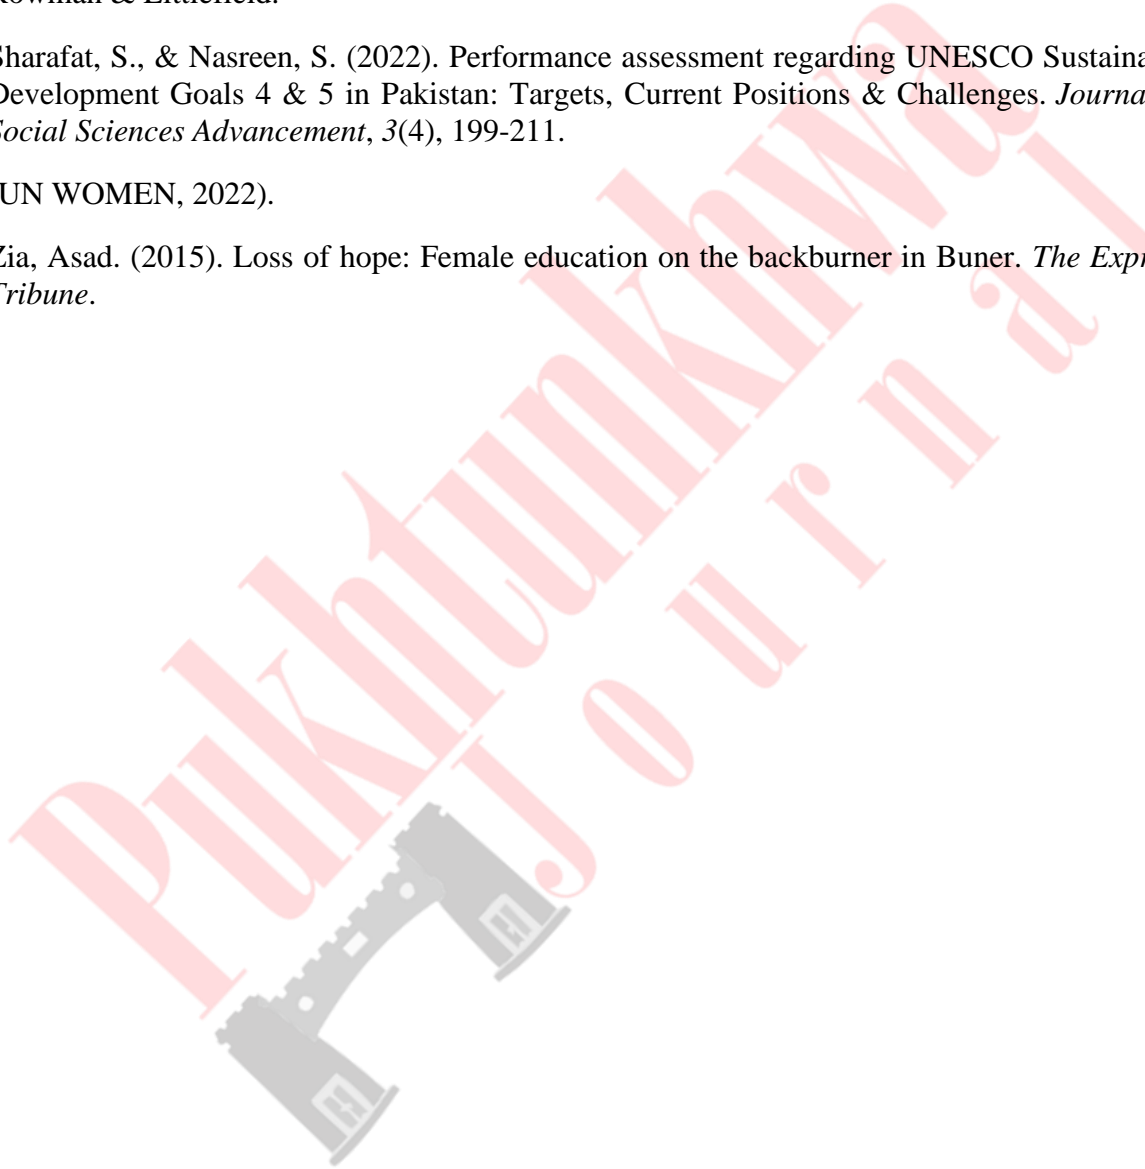 Rowman & Littlefield.
Sharafat, S., & Nasreen, S. (2022). Performance assessment regarding UNESCO Sustaina
Development Goals 4 & 5 in Pakistan: Targets, Current Positions & Challenges. Journa
Social Sciences Advancement, 3(4), 199-211.
(UN WOMEN, 2022).
Zia, Asad. (2015). Loss of hope: Female education on the backburner in Buner. The Expr
Tribune.
Pukhtunkhwa
Journal